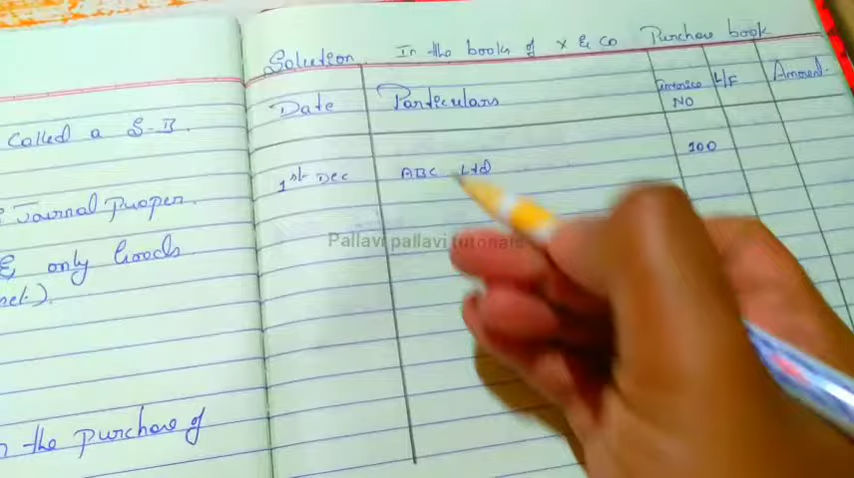 called a S.B.
Journal proper.
& only Goods
n the purchase of
Solution In the books of X & Co Purchase book
Date Particulars Invoice No L/F Amount
1st Dec ABC Ltd 100
Pallavi pallavi tutorials